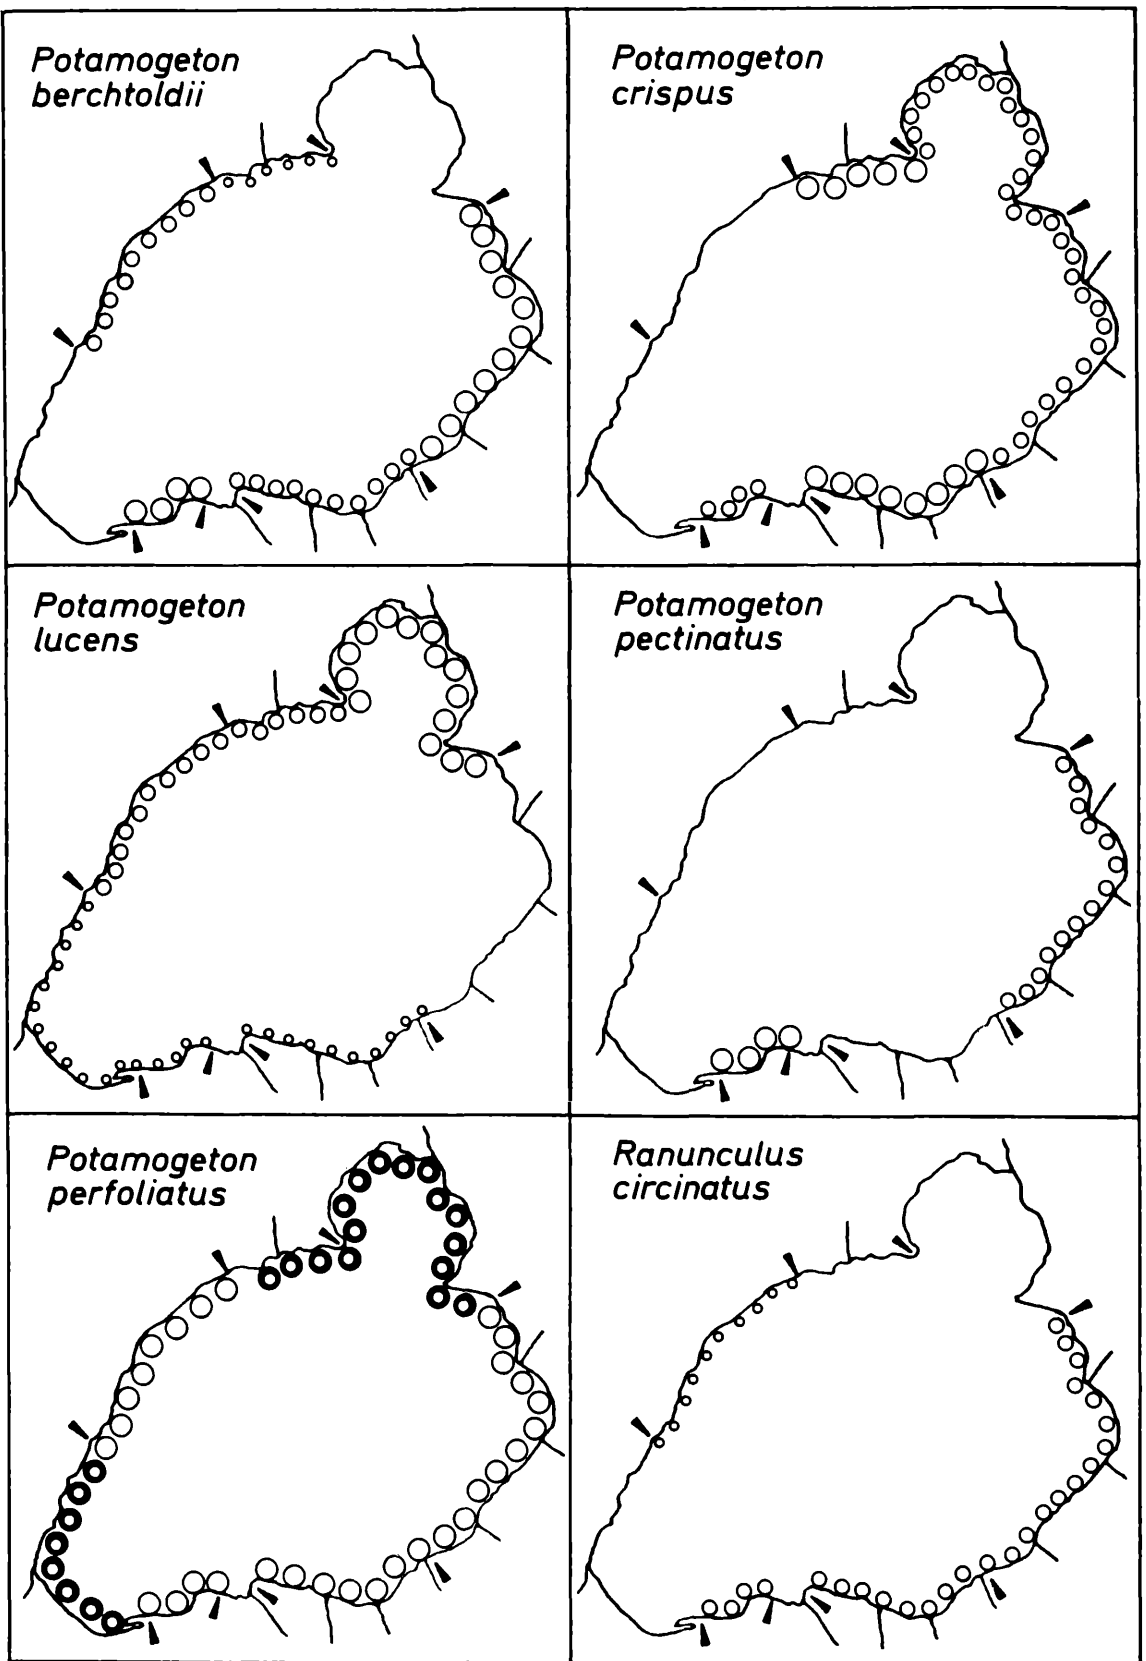 Potamogeton
berchtoldii
Potamogeton
crispus
Potamogeton
lucens
Potamogeton
pectinatus
Potamogeton
perfoliatus
Ranunculus
circinatus